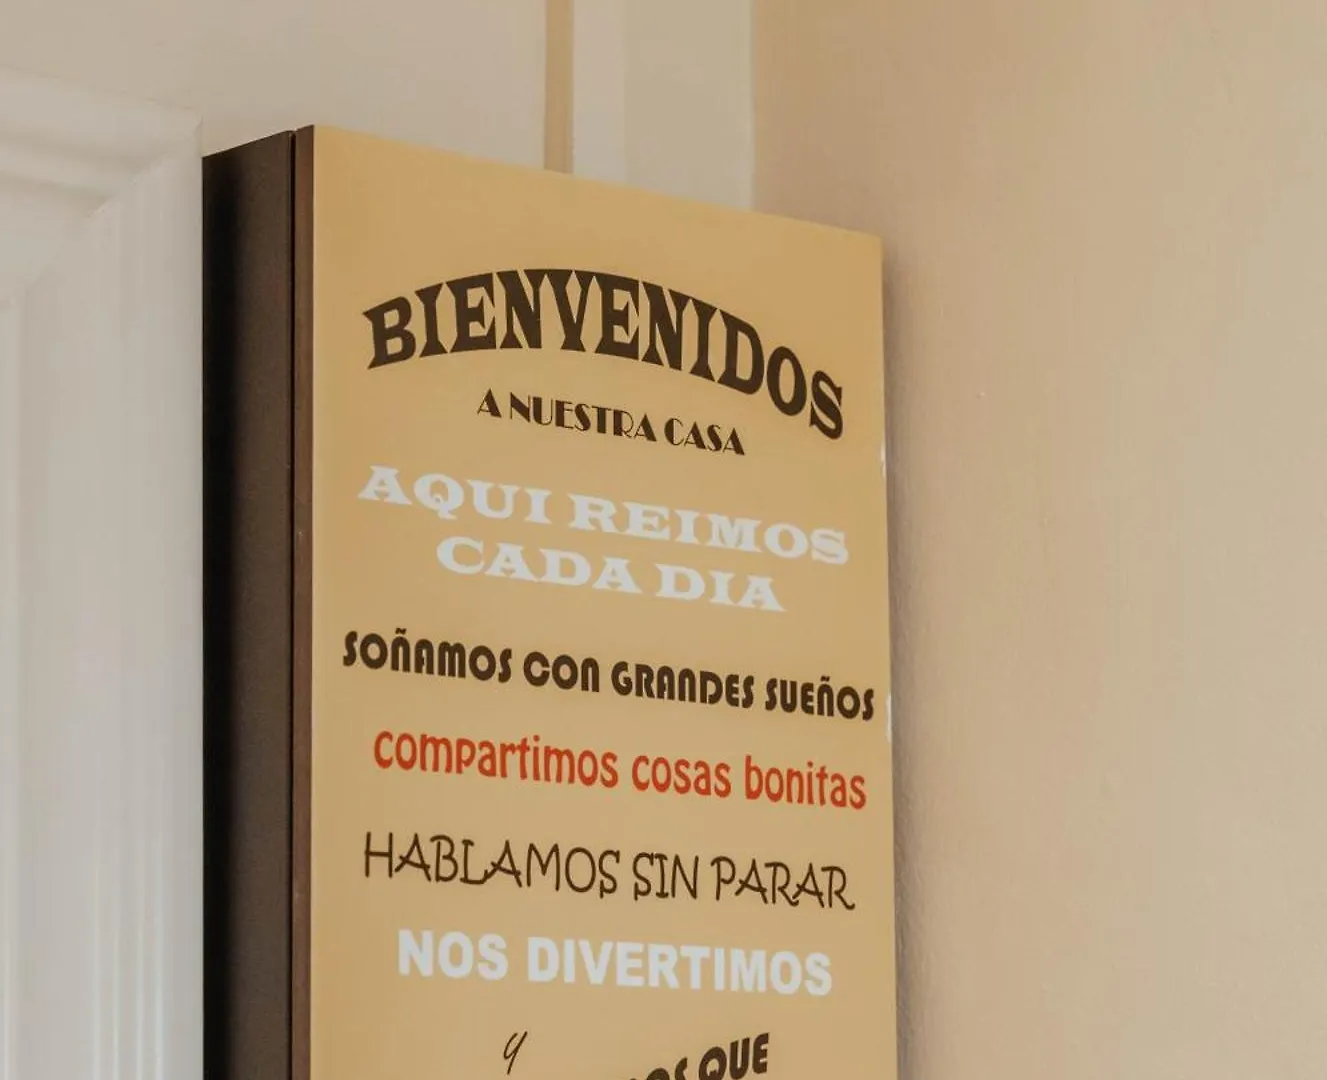 BIENVENIDOS
A NUESTRA CASA
AQUI REIMOS
CADA DIA
SOÑAMOS CON GRANDES SUEÑOS
compartimos cosas bonitas
HABLAMOS SIN PARAR
NOS DIVERTIMOS
y
QUE